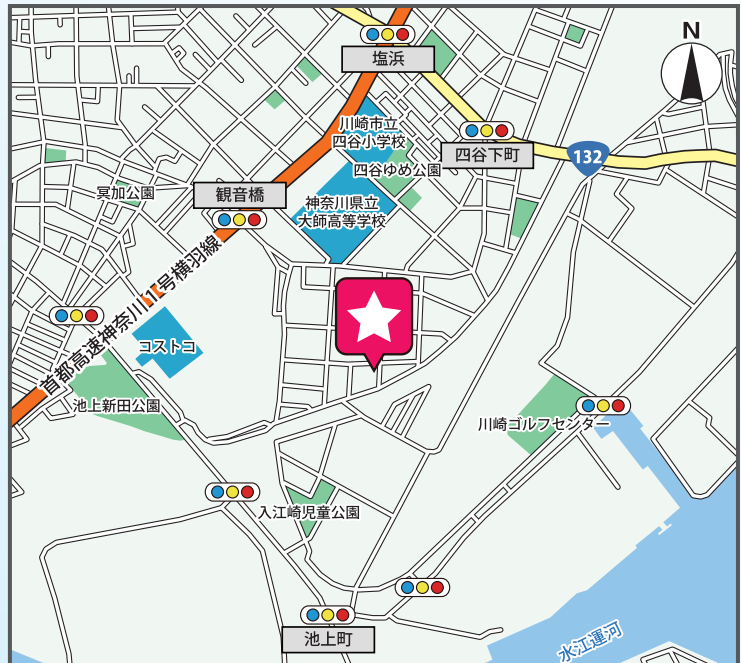 N
塩浜
川崎市立
四谷小学校
132
四谷下町
四谷ゆめ公園
冥加公園
観音橋
神奈川県立
大師高等学校
首都高速神奈川1号横羽線
コストコ
池上新田公園
川崎ゴルフセンター
入江崎児童公園
池上町
水江運河